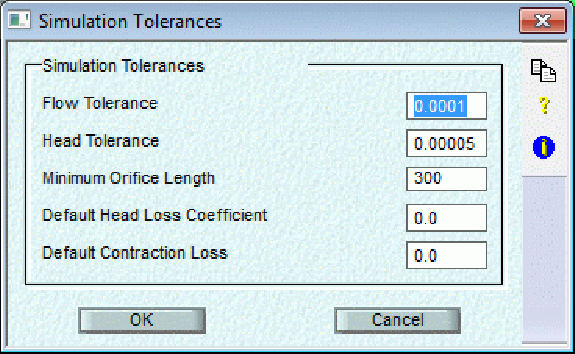 Simulation Tolerances
Simulation Tolerances
Flow Tolerance 0.0001
Head Tolerance 0.00005
Minimum Orifice Length 300
Default Head Loss Coefficient 0.0
Default Contraction Loss 0.0
OK Cancel